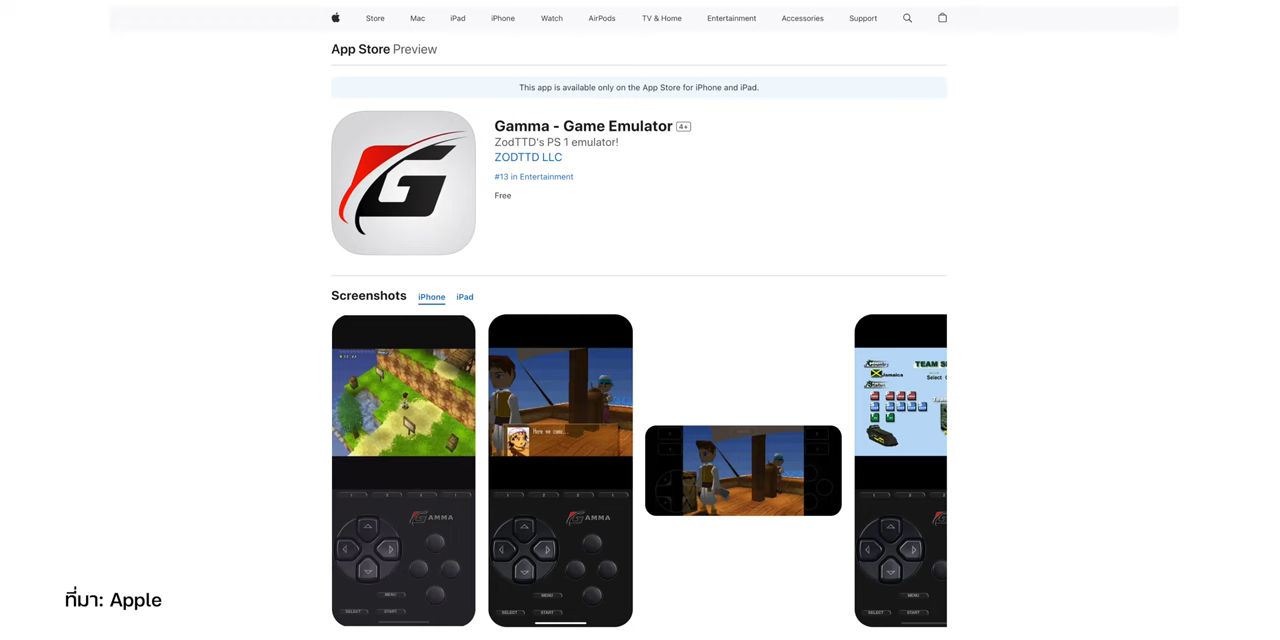 Store Mac iPad iPhone Watch AirPods TV & Home Entertainment Accessories Support
App Store Preview
This app is available only on the App Store for iPhone and iPad.
Gamma - Game Emulator 4+
ZodTTD's PS 1 emulator!
ZODTTD LLC
#13 in Entertainment
Free
Screenshots iPhone iPad
Here we come..
Country
Jamaica
Status
TEAM S
Select
GAMMA
MENU
SELECT START
GAMMA
MENU
SELECT START
MENU
SELECT START
ที่มา: Apple